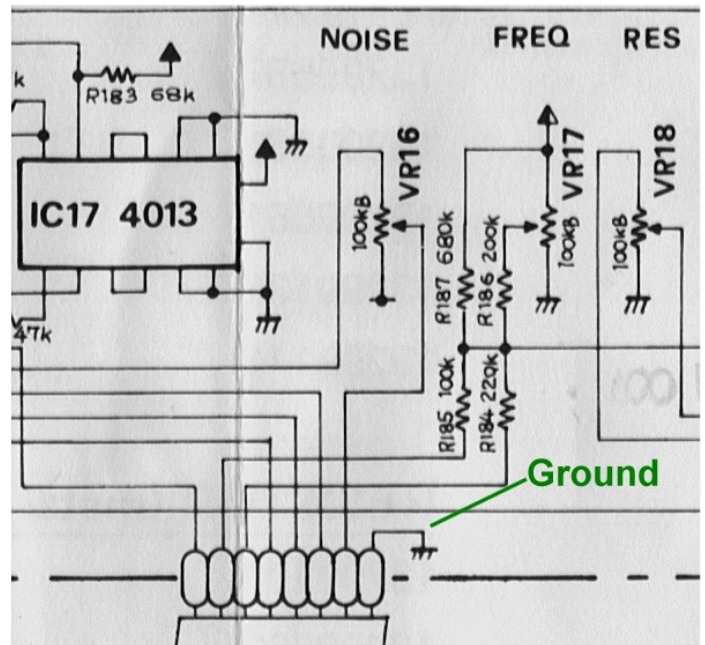 NOISE FREQ RES
k
R183 68k
IC17 4013
47k
100kB
VR16
R187 680k
R186 200k
100kB
VR17
100kB
VR18
R185 100k
R184 220k
Ground